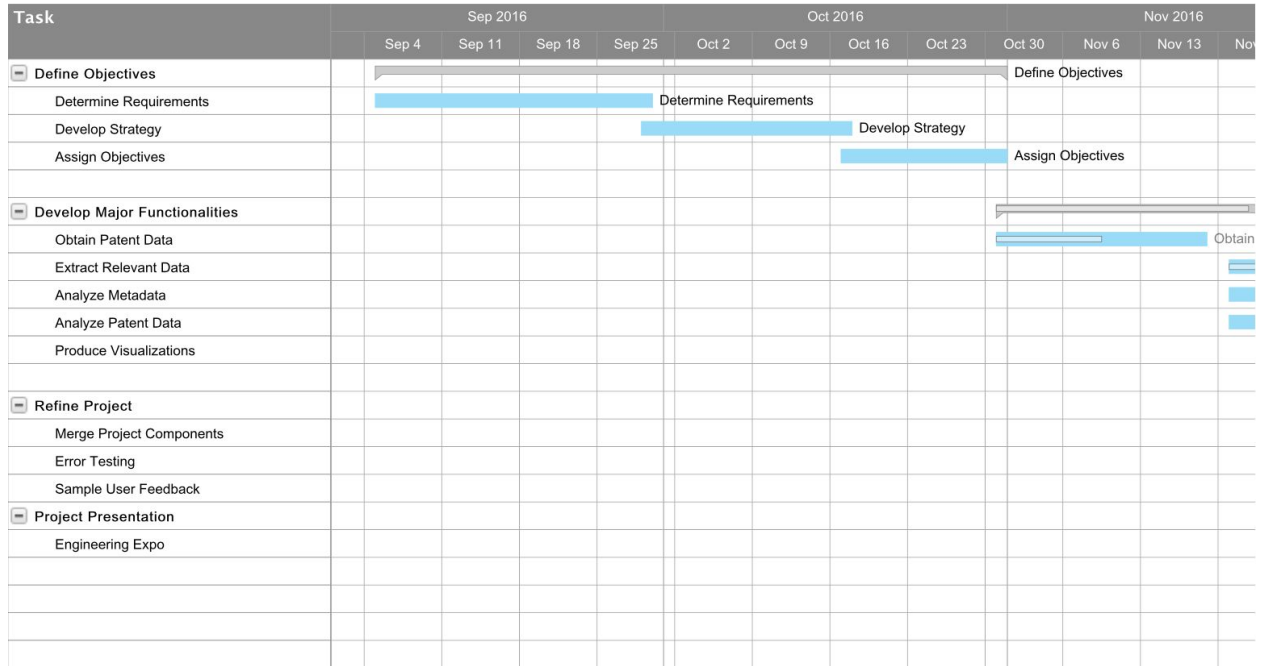 Task
Sep 2016 Oct 2016 Nov 2016
Sep 4 Sep 11 Sep 18 Sep 25 Oct 2 Oct 9 Oct 16 Oct 23 Oct 30 Nov 6 Nov 13
Define Objectives Define Objectives
Determine Requirements Determine Requirements
Develop Strategy Develop Strategy
Assign Objectives Assign Objectives
Develop Major Functionalities
Obtain Patent Data Obtain
Extract Relevant Data
Analyze Metadata
Analyze Patent Data
Produce Visualizations
Refine Project
Merge Project Components
Error Testing
Sample User Feedback
Project Presentation
Engineering Expo